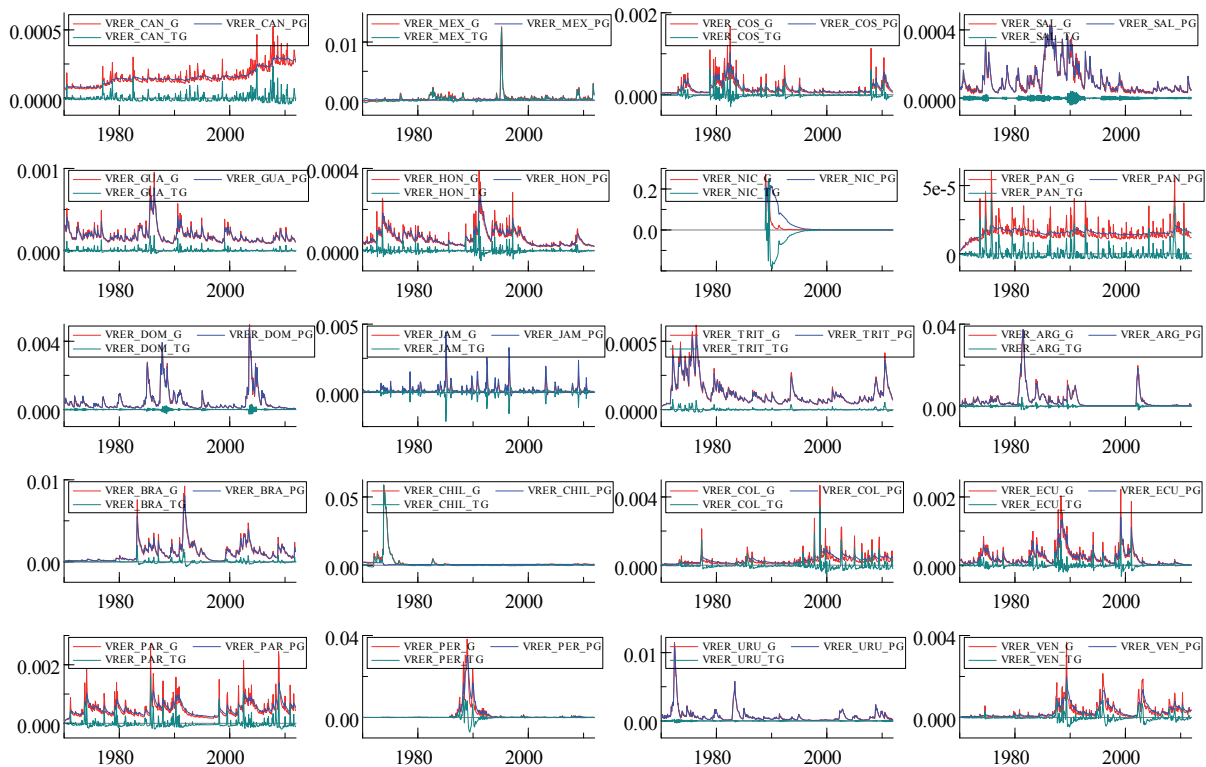 VRER_CAN_G VRER_CAN_PG
VRER_CAN_TG
0.0005
0.0000
1980 2000
VRER_MEX_G VRER_MEX_PG
VRER_MEX_TG
0.01
0.00
1980 2000
VRER_COS_G VRER_COS_PG
VRER_COS_TG
0.002
0.000
1980 2000
VRER_SAL_G VRER_SAL_PG
VRER_SAL_TG
0.0004
0.0000
1980 2000
VRER_GUA_G VRER_GUA_PG
VRER_GUA_TG
0.001
0.000
1980 2000
VRER_HON_G VRER_HON_PG
VRER_HON_TG
0.0004
0.0000
1980 2000
VRER_NIC_G VRER_NIC_PG
VRER_NIC_TG
0.2
0.0
1980 2000
VRER_PAN_G VRER_PAN_PG
VRER_PAN_TG
5e-5
0
1980 2000
VRER_DOM_G VRER_DOM_PG
VRER_DOM_TG
0.004
0.000
1980 2000
VRER_JAM_G VRER_JAM_PG
VRER_JAM_TG
0.005
0.000
1980 2000
VRER_TRIT_G VRER_TRIT_PG
VRER_TRIT_TG
0.0005
0.0000
1980 2000
VRER_ARG_G VRER_ARG_PG
VRER_ARG_TG
0.04
0.00
1980 2000
VRER_BRA_G VRER_BRA_PG
VRER_BRA_TG
0.01
0.00
1980 2000
VRER_CHIL_G VRER_CHIL_PG
VRER_CHIL_TG
0.05
0.00
1980 2000
VRER_COL_G VRER_COL_PG
VRER_COL_TG
0.004
0.000
1980 2000
VRER_ECU_G VRER_ECU_PG
VRER_ECU_TG
0.002
0.000
1980 2000
VRER_PAR_G VRER_PAR_PG
VRER_PAR_TG
0.002
0.000
1980 2000
VRER_PER_G VRER_PER_PG
VRER_PER_TG
0.04
0.00
1980 2000
VRER_URU_G VRER_URU_PG
VRER_URU_TG
0.01
0.00
1980 2000
VRER_VEN_G VRER_VEN_PG
VRER_VEN_TG
0.004
0.000
1980 2000